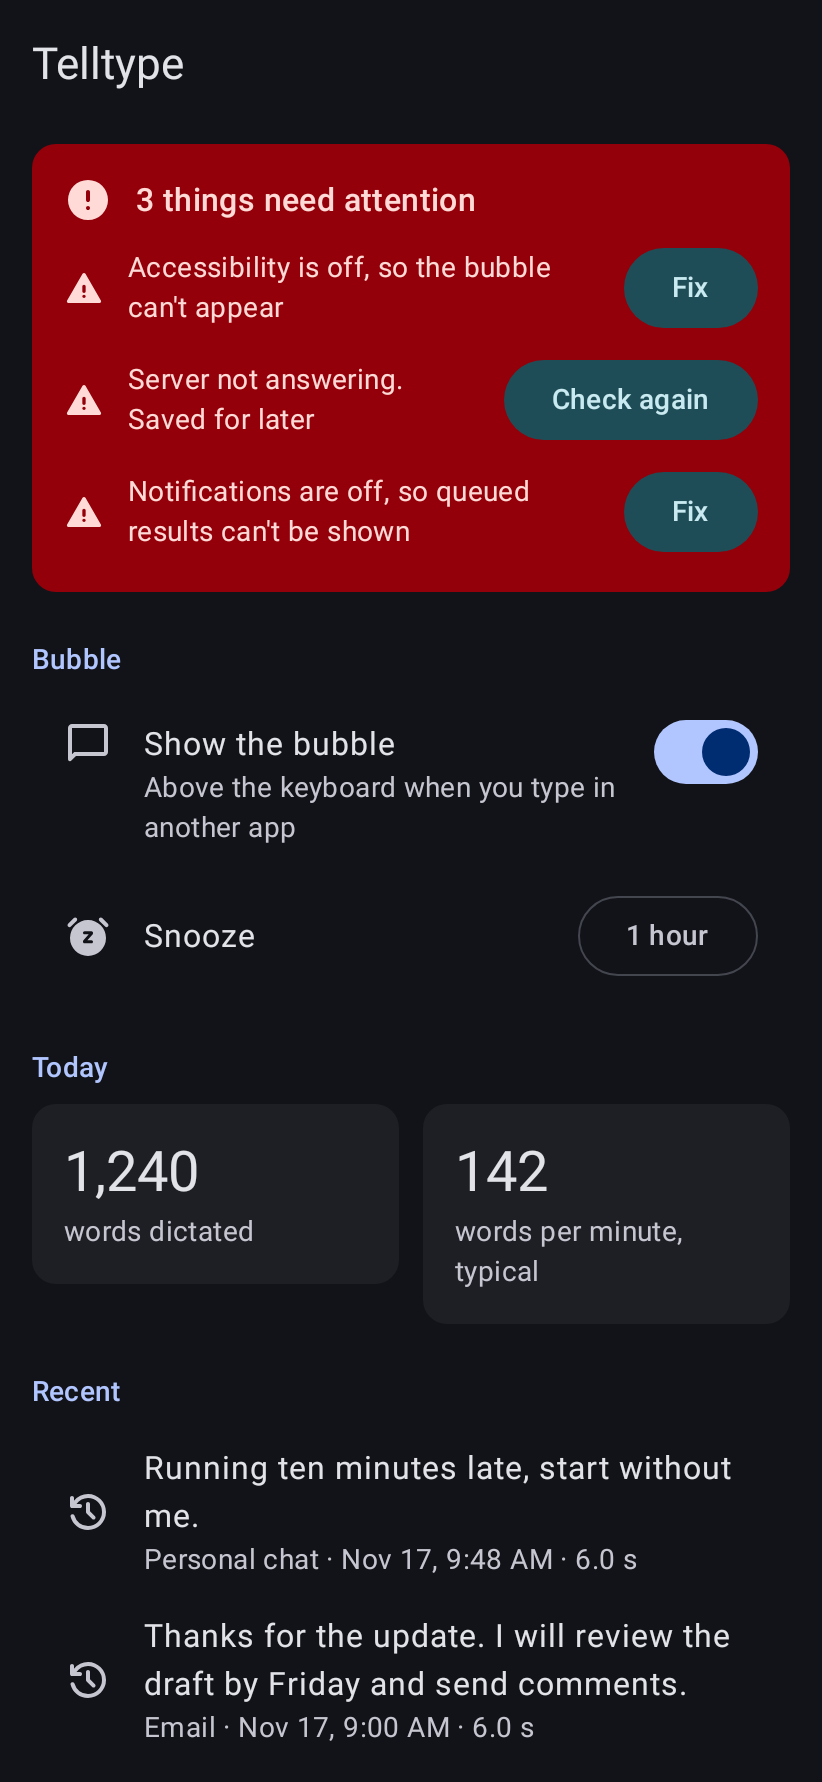 Telltype
3 things need attention
Accessibility is off, so the bubble
can't appear
Fix
Server not answering.
Saved for later
Check again
Notifications are off, so queued
results can't be shown
Fix
Bubble
Show the bubble
Above the keyboard when you type in
another app
Snooze
1 hour
Today
1,240
words dictated
142
words per minute,
typical
Recent
Running ten minutes late, start without
me.
Personal chat · Nov 17, 9:48 AM · 6.0 s
Thanks for the update. I will review the
draft by Friday and send comments.
Email · Nov 17, 9:00 AM · 6.0 s